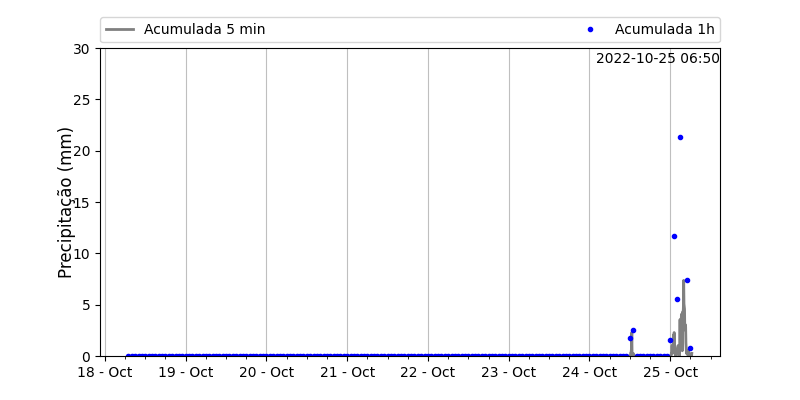 Acumulada 5 min Acumulada 1h
2022-10-25 06:50
Precipitação (mm)
30
25
20
15
10
5
0
18 - Oct 19 - Oct 20 - Oct 21 - Oct 22 - Oct 23 - Oct 24 - Oct 25 - Oct